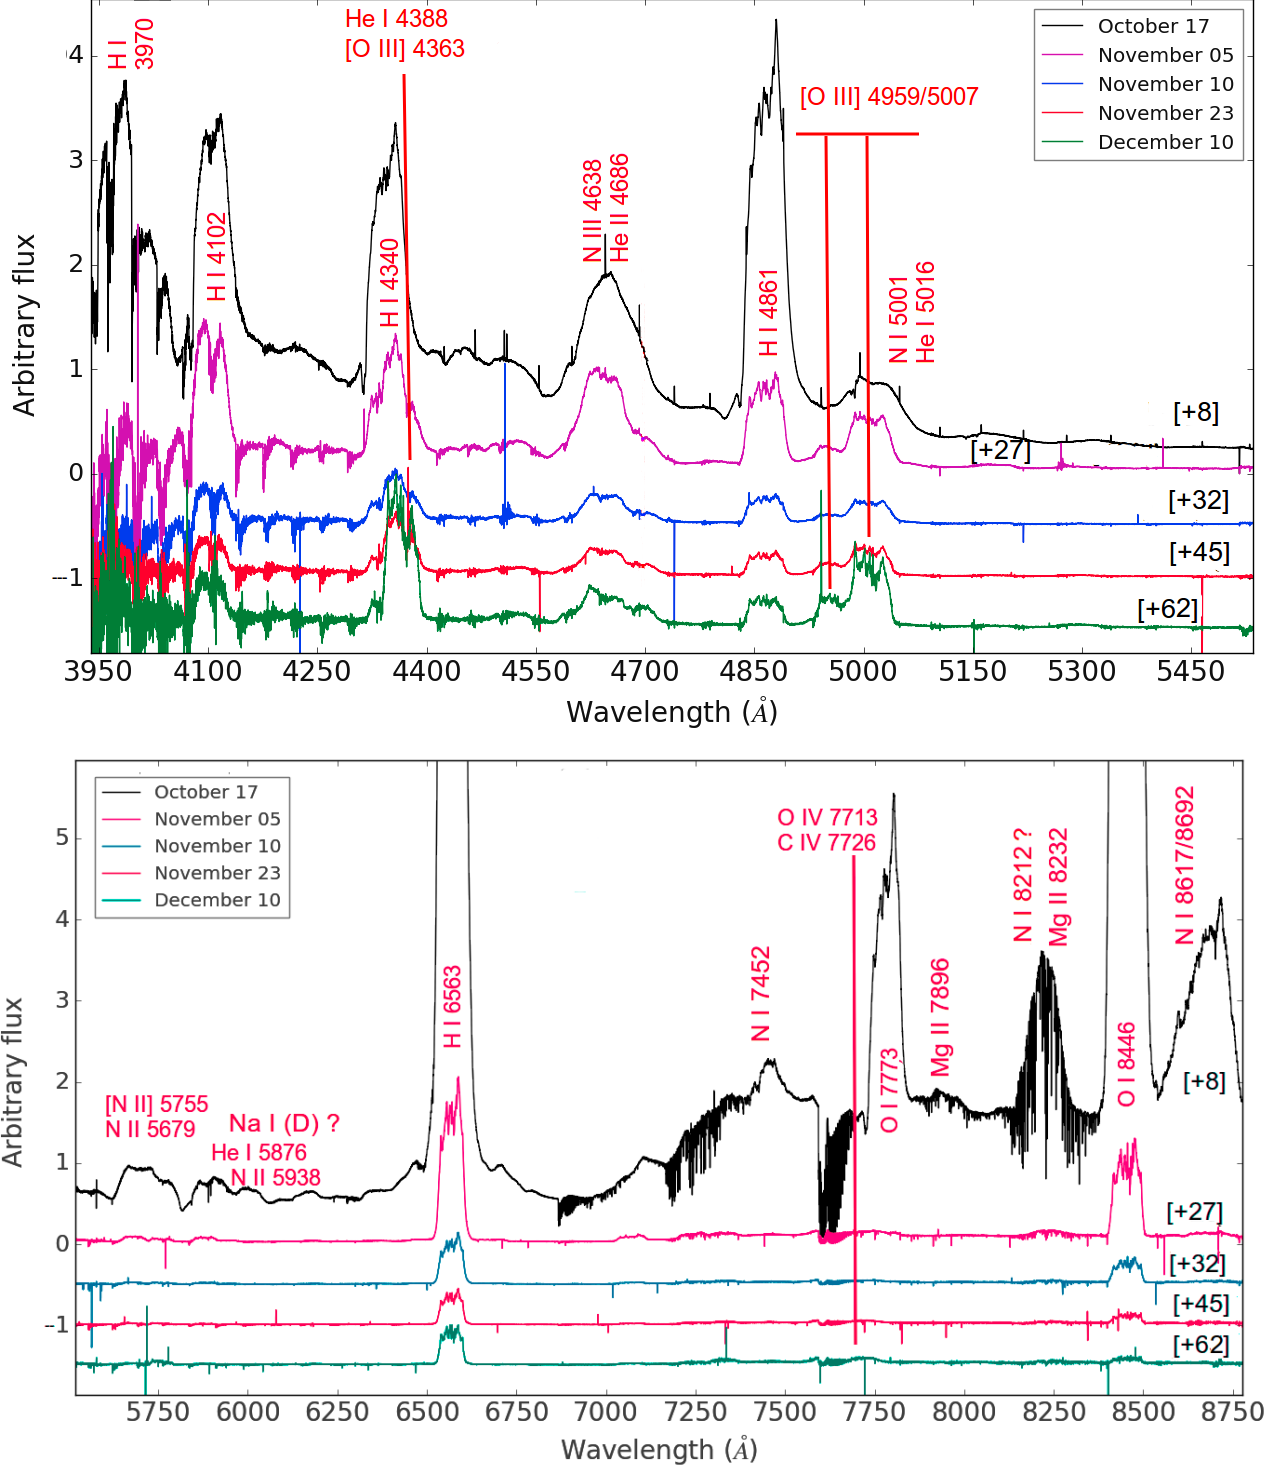 He I 4388
[O III] 4363
H I
3970
October 17
November 05
November 10
November 23
December 10
[O III] 4959/5007
H I 4102
H I 4340
N III 4638
He II 4686
H I 4861
N I 5001
He I 5016
[+8]
[+27]
[+32]
[+45]
[+62]
4
3
2
1
0
−1
Arbitrary flux
3950 4100 4250 4400 4550 4700 4850 5000 5150 5300 5450
Wavelength (Å)
October 17
November 05
November 10
November 23
December 10
O IV 7713
C IV 7726
N I 8212 ?
Mg II 8232
N I 8617/8692
H I 6563
N I 7452
O I 7773
Mg II 7896
O I 8446
[N II] 5755
N II 5679
Na I (D) ?
He I 5876
N II 5938
[+8]
[+27]
[+32]
[+45]
[+62]
5
4
3
2
1
0
−1
Arbitrary flux
5750 6000 6250 6500 6750 7000 7250 7500 7750 8000 8250 8500 8750
Wavelength (Å)